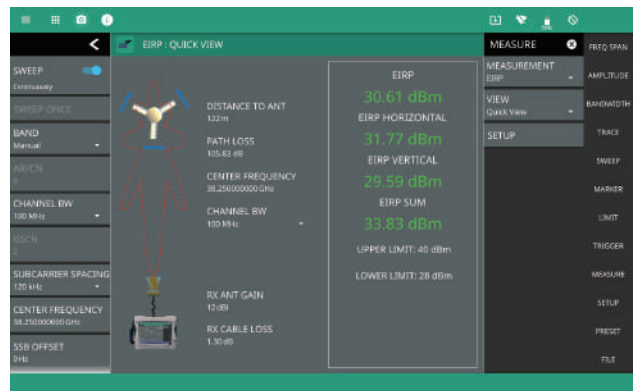 EIRP : QUICK VIEW
SWEEP
Continuously
SWEEP ONCE
BAND
Manual
ARFCN
CHANNEL BW
100 MHz
GSCN
SUBCARRIER SPACING
120 kHz
CENTER FREQUENCY
38.250000000 GHz
SSB OFFSET
0 Hz
DISTANCE TO ANT
122 m
PATH LOSS
105.83 dB
CENTER FREQUENCY
38.250000000 GHz
CHANNEL BW
100 MHz
RX ANT GAIN
12 dBi
RX CABLE LOSS
1.30 dB
EIRP
30.61 dBm
EIRP HORIZONTAL
31.77 dBm
EIRP VERTICAL
29.59 dBm
EIRP SUM
33.83 dBm
UPPER LIMIT: 40 dBm
LOWER LIMIT: 28 dBm
MEASURE
MEASUREMENT
EIRP
VIEW
Quick View
SETUP
FREQ SPAN
AMPLITUDE
BANDWIDTH
TRACE
SWEEP
MARKER
LIMIT
TRIGGER
MEASURE
SETUP
PRESET
FILE